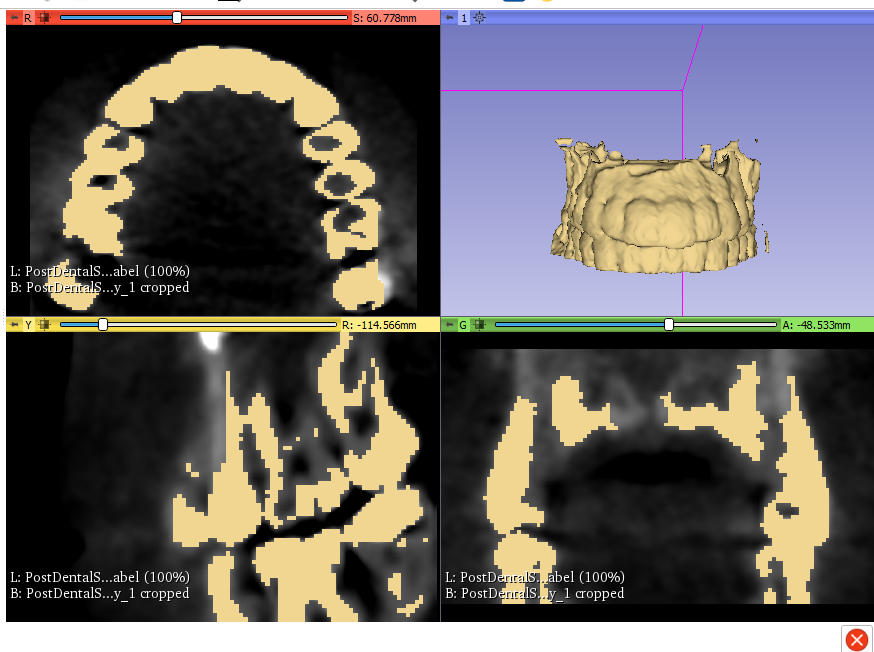 R
S: 60.778mm
1
L: PostDentalS...abel (100%)
B: PostDentalS...y_1 cropped
Y
R: -114.566mm
G
A: -48.533mm
L: PostDentalS...abel (100%)
B: PostDentalS...y_1 cropped
L: PostDentalS...abel (100%)
B: PostDentalS...y_1 cropped